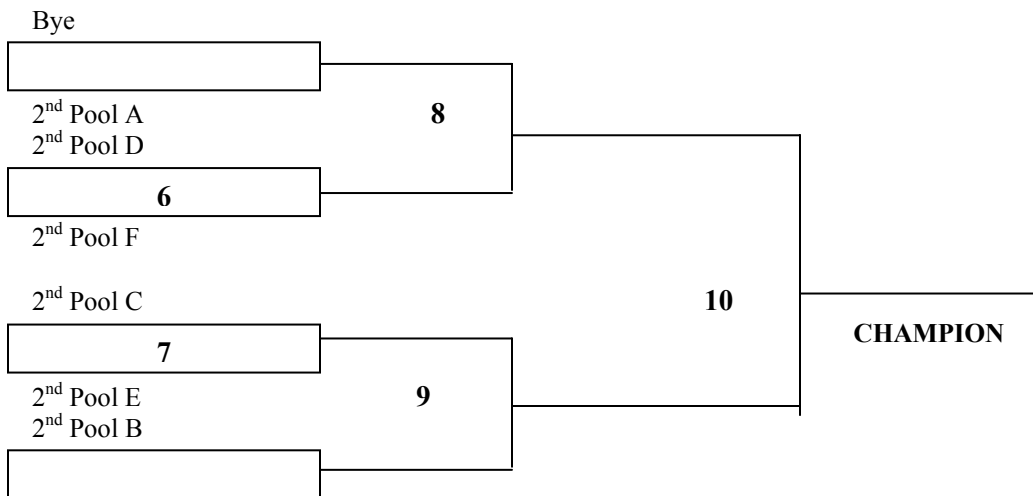 Bye
2nd Pool A
8
2nd Pool D
6
2nd Pool F
2nd Pool C
10
7
CHAMPION
2nd Pool E
9
2nd Pool B